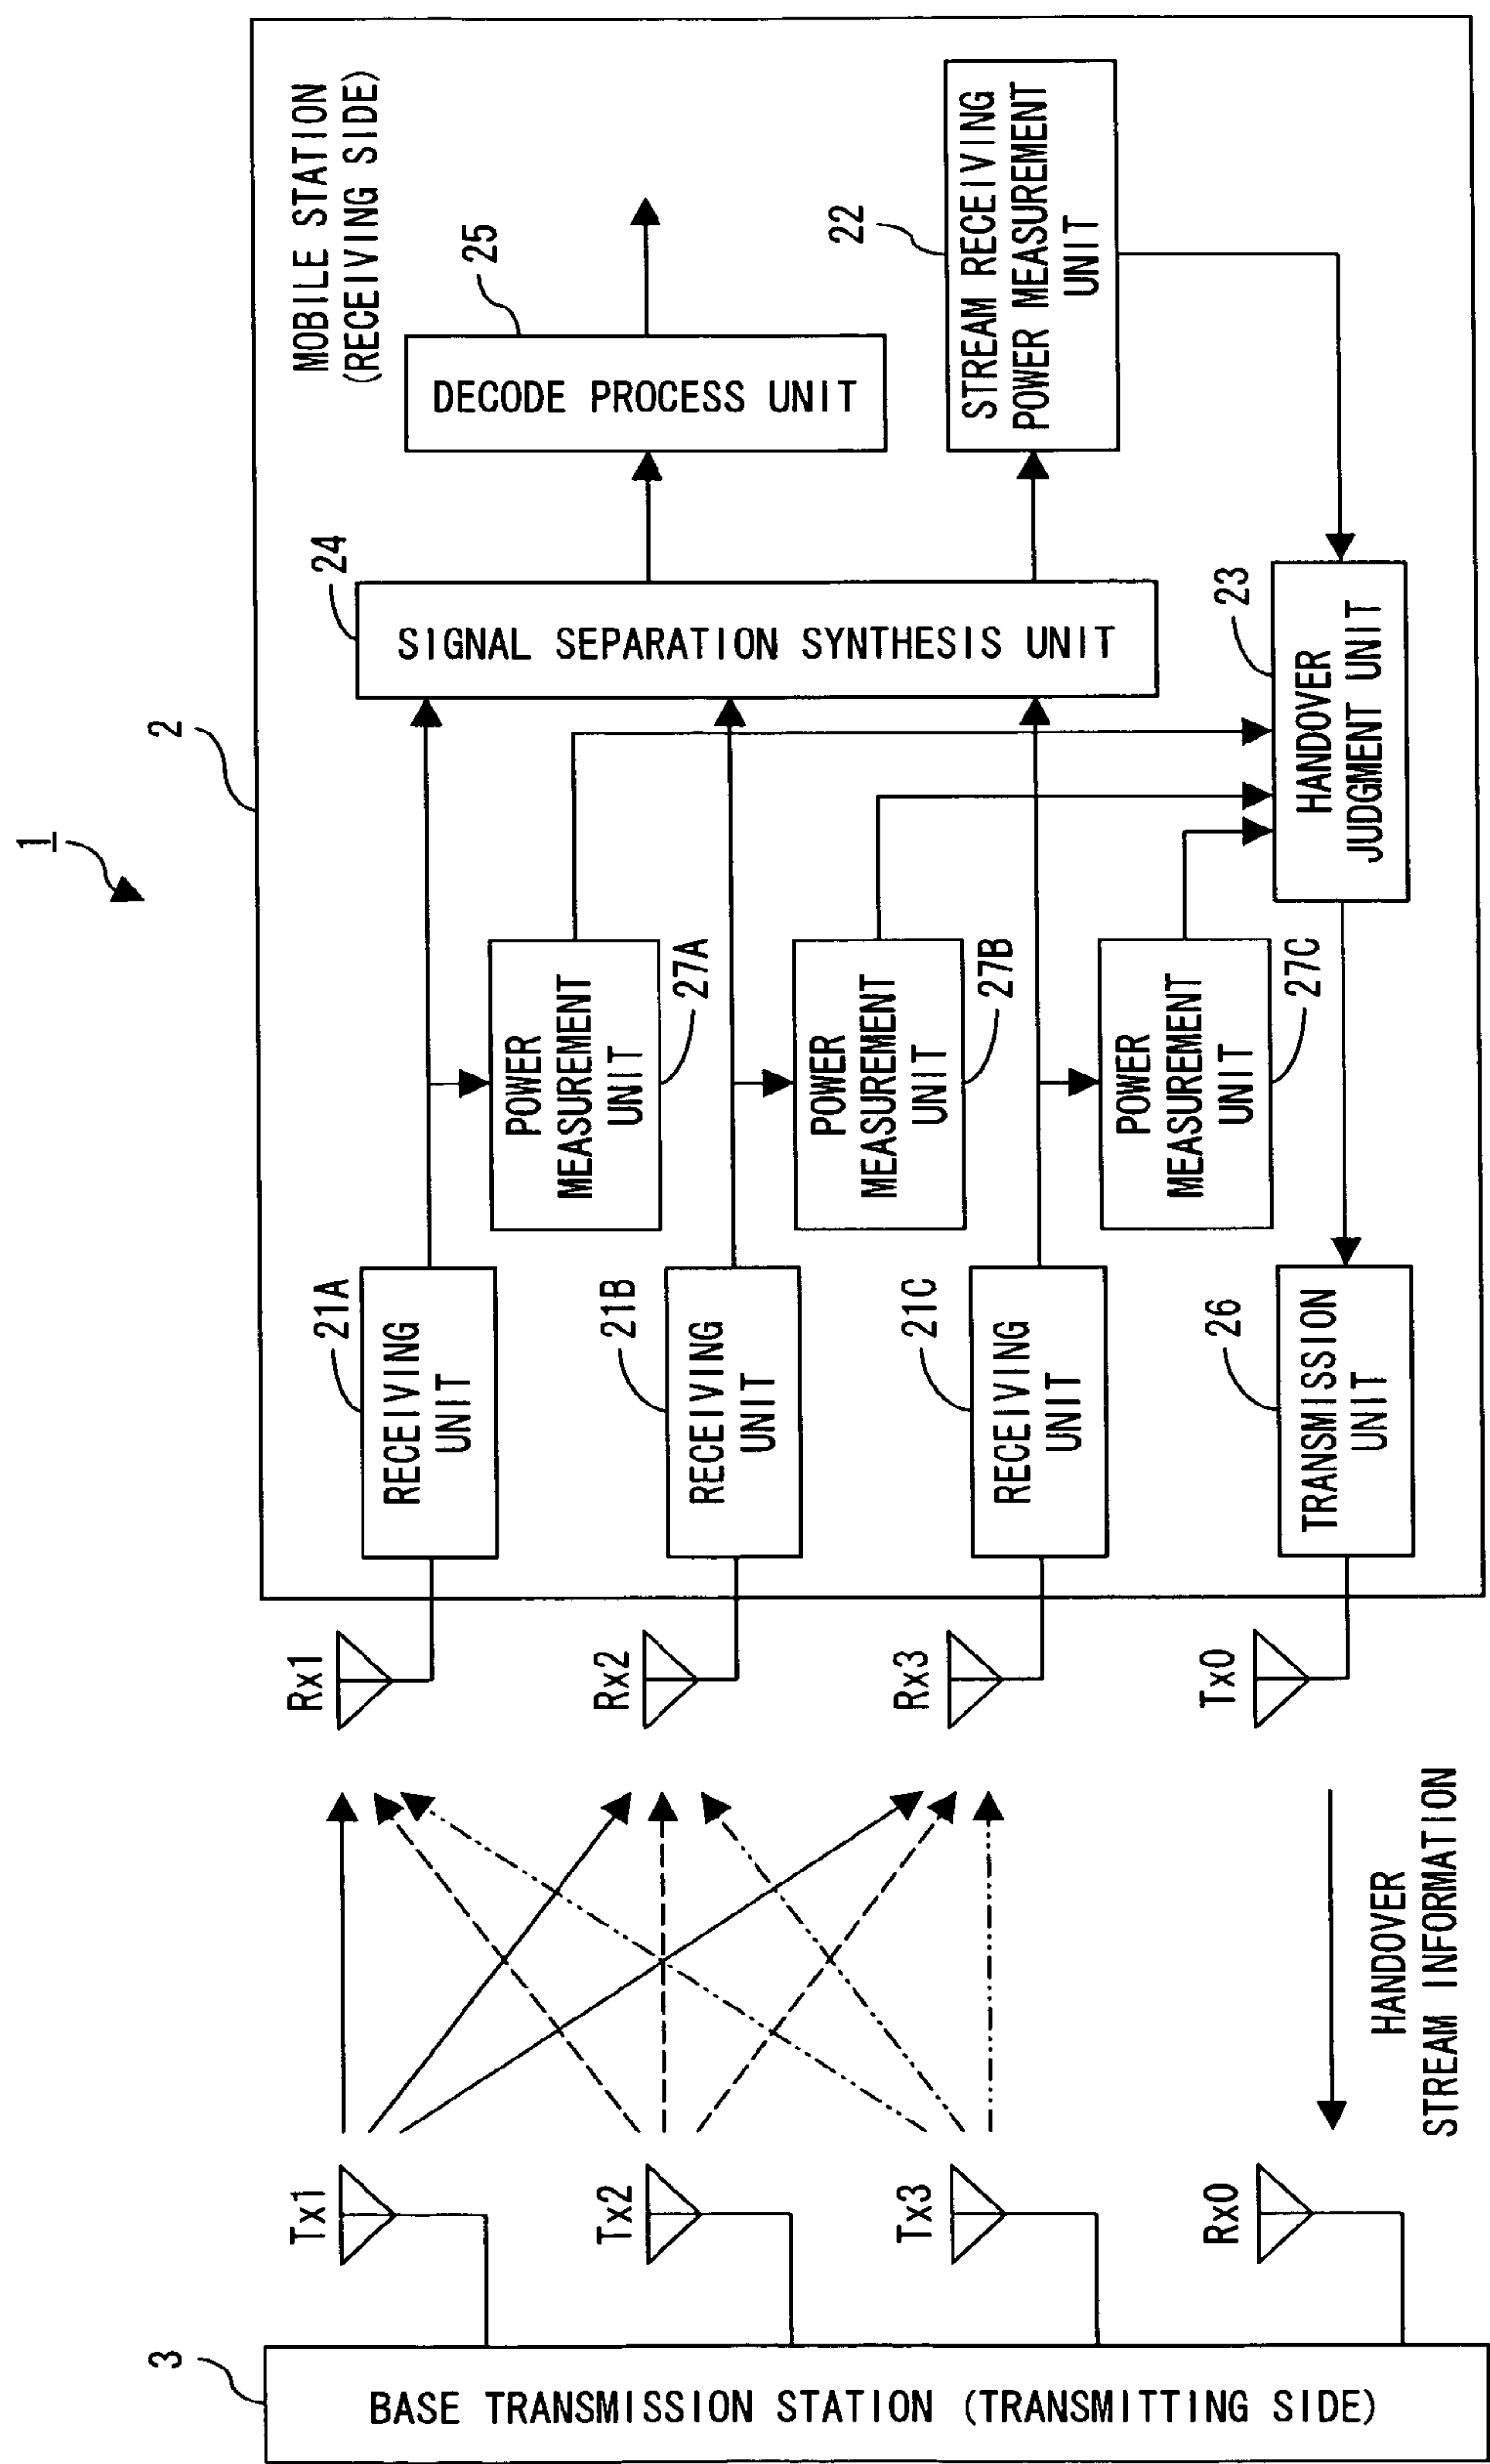 1
2
MOBILE STATION
(RECEIVING SIDE)
3
BASE TRANSMISSION STATION (TRANSMITTING SIDE)
Tx1
Tx2
Tx3
Rx0
HANDOVER
STREAM INFORMATION
Rx1
Rx2
Rx3
Tx0
21A
RECEIVING
UNIT
21B
RECEIVING
UNIT
21C
RECEIVING
UNIT
26
TRANSMISSION
UNIT
POWER
MEASUREMENT
UNIT
27A
POWER
MEASUREMENT
UNIT
27B
POWER
MEASUREMENT
UNIT
27C
24
SIGNAL SEPARATION SYNTHESIS UNIT
23
HANDOVER
JUDGMENT UNIT
25
DECODE PROCESS UNIT
22
STREAM RECEIVING
POWER MEASUREMENT
UNIT